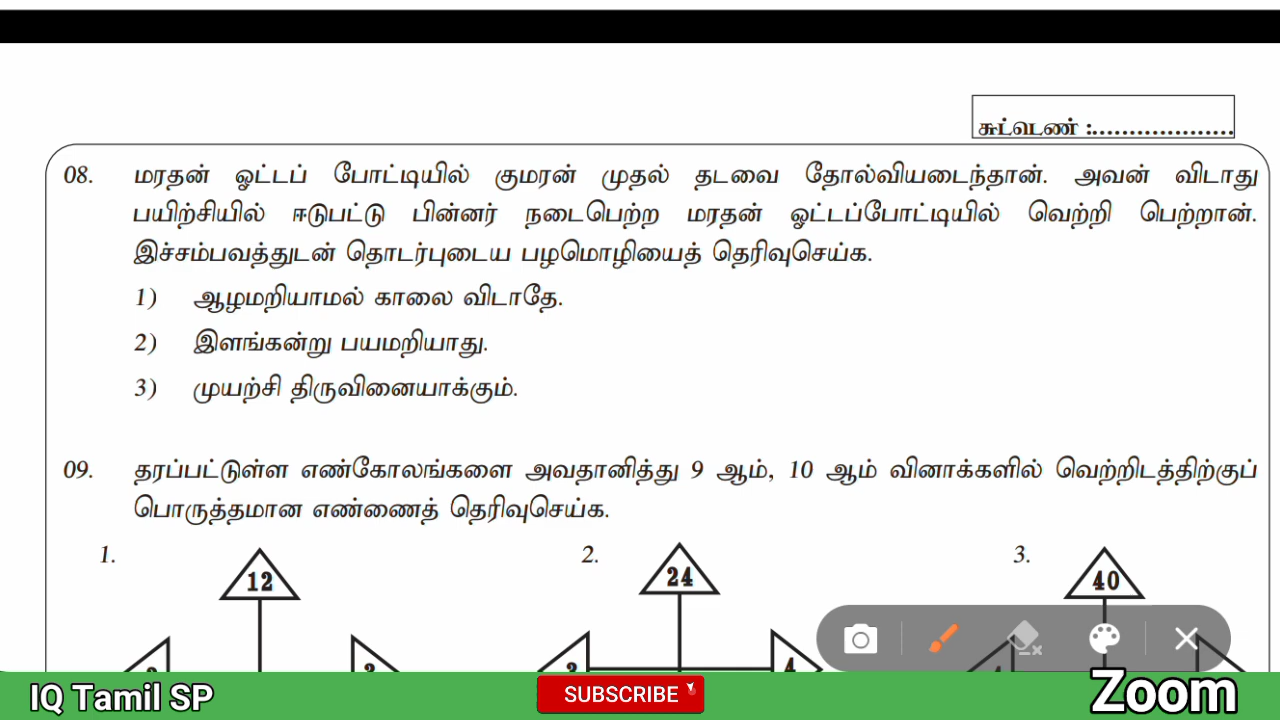 சுட்டெண் :...................
08. மரதன் ஓட்டப் போட்டியில் குமரன் முதல் தடவை தோல்வியடைந்தான். அவன் விடாது
பயிற்சியில் ஈடுபட்டு பின்னர் நடைபெற்ற மரதன் ஓட்டப்போட்டியில் வெற்றி பெற்றான்.
இச்சம்பவத்துடன் தொடர்புடைய பழமொழியைத் தெரிவுசெய்க.
1) ஆழமறியாமல் காலை விடாதே.
2) இளங்கன்று பயமறியாது.
3) முயற்சி திருவினையாக்கும்.
09. தரப்பட்டுள்ள எண்கோலங்களை அவதானித்து 9 ஆம், 10 ஆம் வினாக்களில் வெற்றிடத்திற்குப்
பொருத்தமான எண்ணைத் தெரிவுசெய்க.
1. 2. 3.
12 24 40
4
IQ Tamil SP SUBSCRIBE Zoom